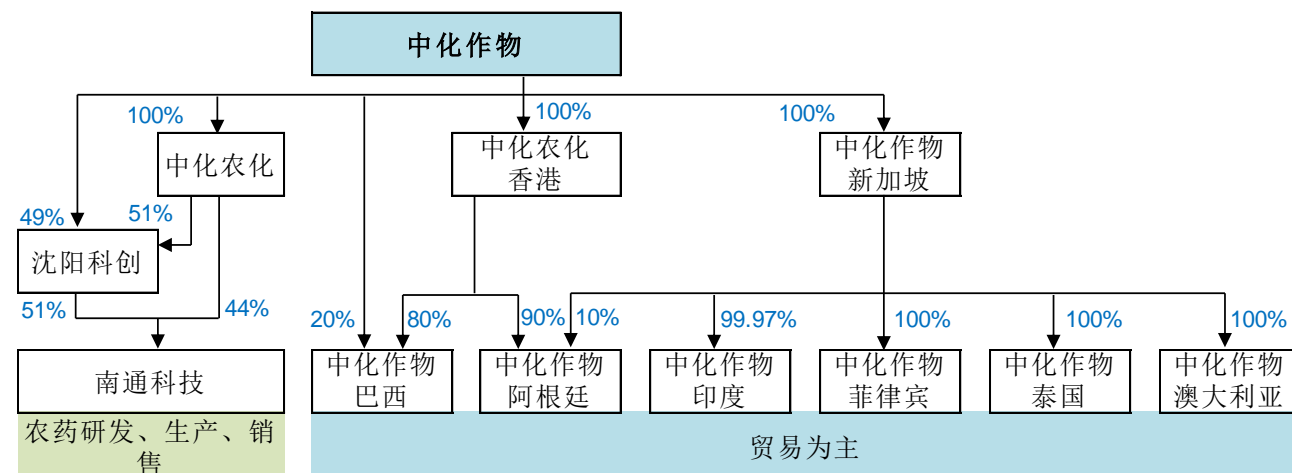 中化作物
100%
100%
100%
中化农化
中化农化
香港
中化作物
新加坡
49%
51%
沈阳科创
51%
44%
20%
80%
90%
10%
99.97%
100%
100%
100%
南通科技
中化作物
巴西
中化作物
阿根廷
中化作物
印度
中化作物
菲律宾
中化作物
泰国
中化作物
澳大利亚
农药研发、生产、销
售
贸易为主